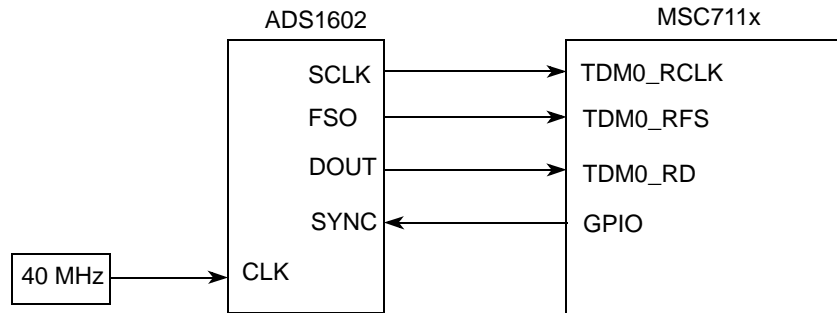 ADS1602 MSC711x
SCLK TDM0_RCLK
FSO TDM0_RFS
DOUT TDM0_RD
SYNC GPIO
40 MHz CLK